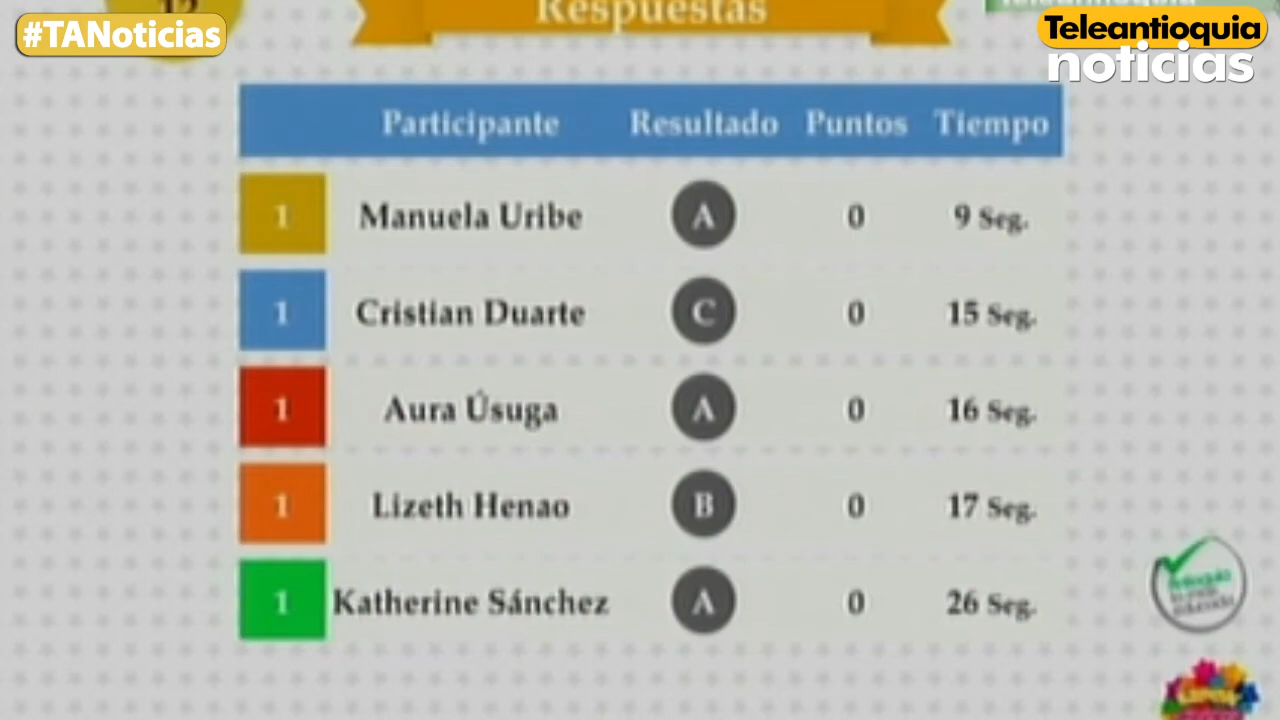 12
Respuestas
#TANoticias
Teleantioquia
Teleantioquia
noticias
Participante Resultado Puntos Tiempo
1 Manuela Uribe A 0 9 Seg.
1 Cristian Duarte C 0 15 Seg.
1 Aura Úsuga A 0 16 Seg.
1 Lizeth Henao B 0 17 Seg.
1 Katherine Sánchez A 0 26 Seg.